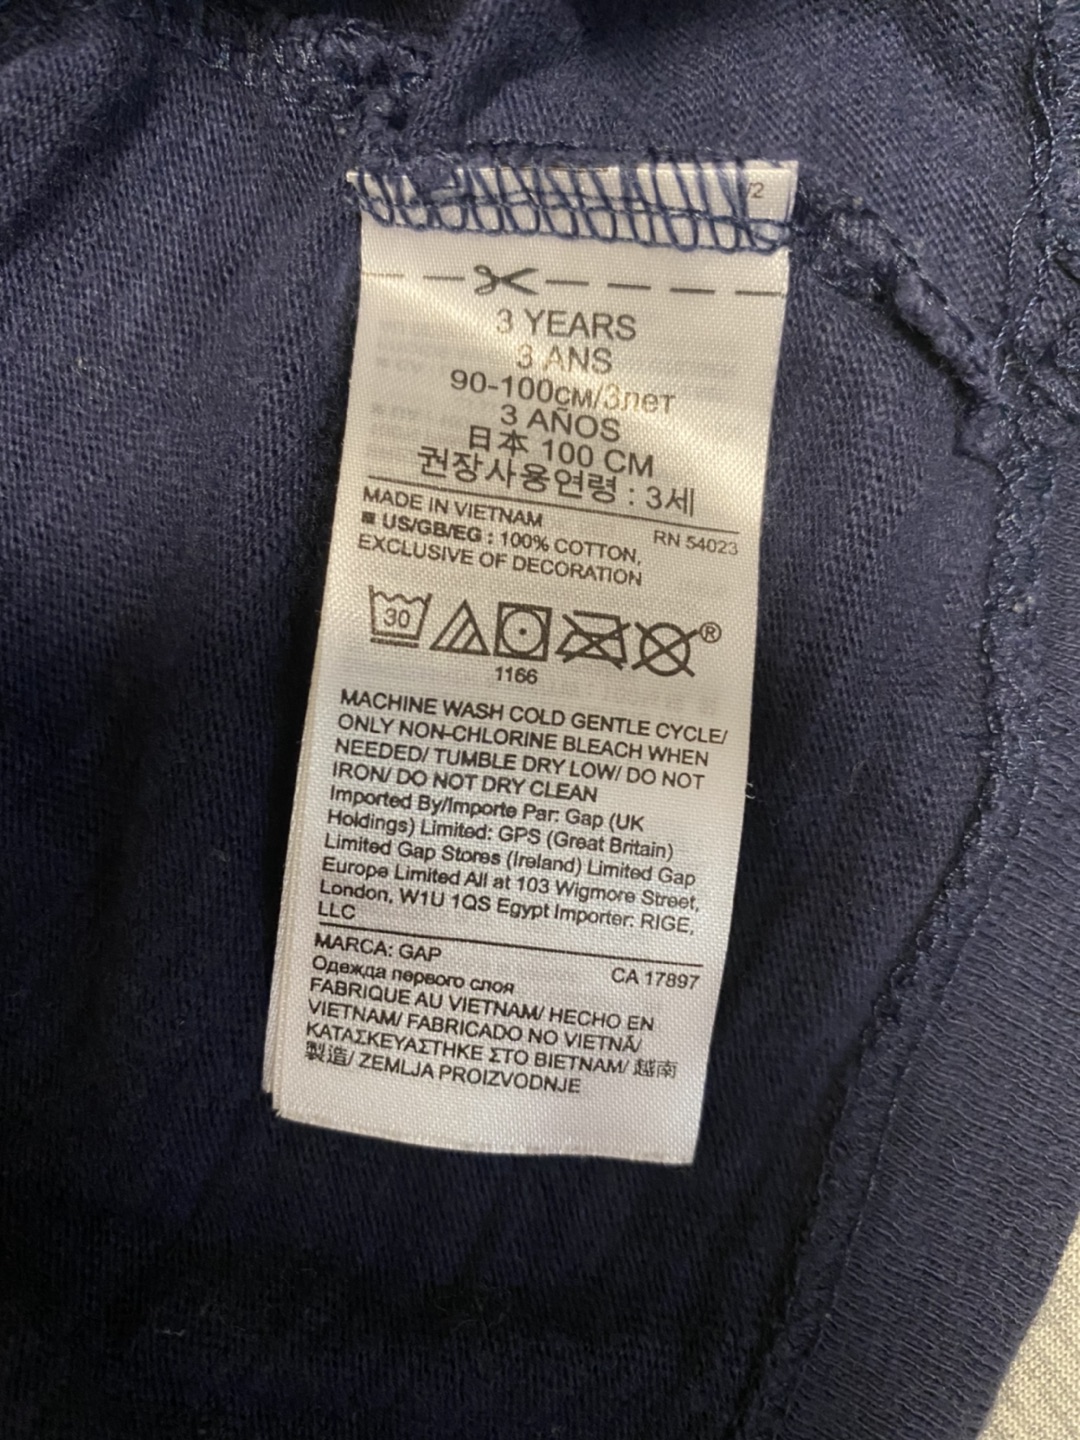 /2
3 YEARS
3 ANS
90-100см/3лет
3 AÑOS
日本 100 CM
권장사용연령 : 3세
MADE IN VIETNAM
RN 54023
■ US/GB/EG : 100% COTTON,
EXCLUSIVE OF DECORATION
30
®
1166
MACHINE WASH COLD GENTLE CYCLE/
ONLY NON-CHLORINE BLEACH WHEN
NEEDED/ TUMBLE DRY LOW/ DO NOT
IRON/ DO NOT DRY CLEAN
Imported By/Importe Par: Gap (UK
Holdings) Limited: GPS (Great Britain)
Limited Gap Stores (Ireland) Limited Gap
Europe Limited All at 103 Wigmore Street,
London, W1U 1QS Egypt Importer: RIGE,
LLC
MARCA: GAP
CA 17897
Одежда первого слоя
FABRIQUE AU VIETNAM/ HECHO EN
VIETNAM/ FABRICADO NO VIETNÃ/
ΚΑΤΑΣΚΕΥΑΣΤΗΚΕ ΣΤΟ ΒΙΕΤΝΑΜ/ 越南
製造/ ZEMLJA PROIZVODNJE